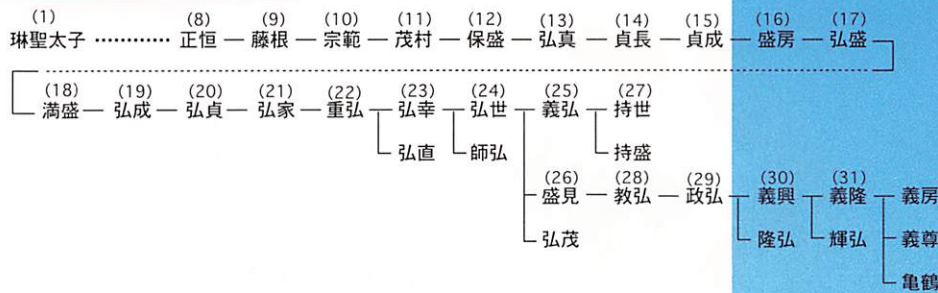 (1) (8) (9) (10) (11) (12) (13) (14) (15) (16) (17)
琳聖太子 ………… 正恒 — 藤根 — 宗範 — 茂村 — 保盛 — 弘真 — 貞長 — 貞成 — 盛房 — 弘盛
(18) (19) (20) (21) (22) (23) (24) (25) (27)
満盛 — 弘成 — 弘貞 — 弘家 — 重弘 — 弘幸 — 弘世 — 義弘 — 持世
弘直 師弘 持盛
(26) (28) (29) (30) (31)
盛見 — 教弘 — 政弘 — 義興 — 義隆 — 義房
弘茂 隆弘 輝弘 義尊
亀鶴